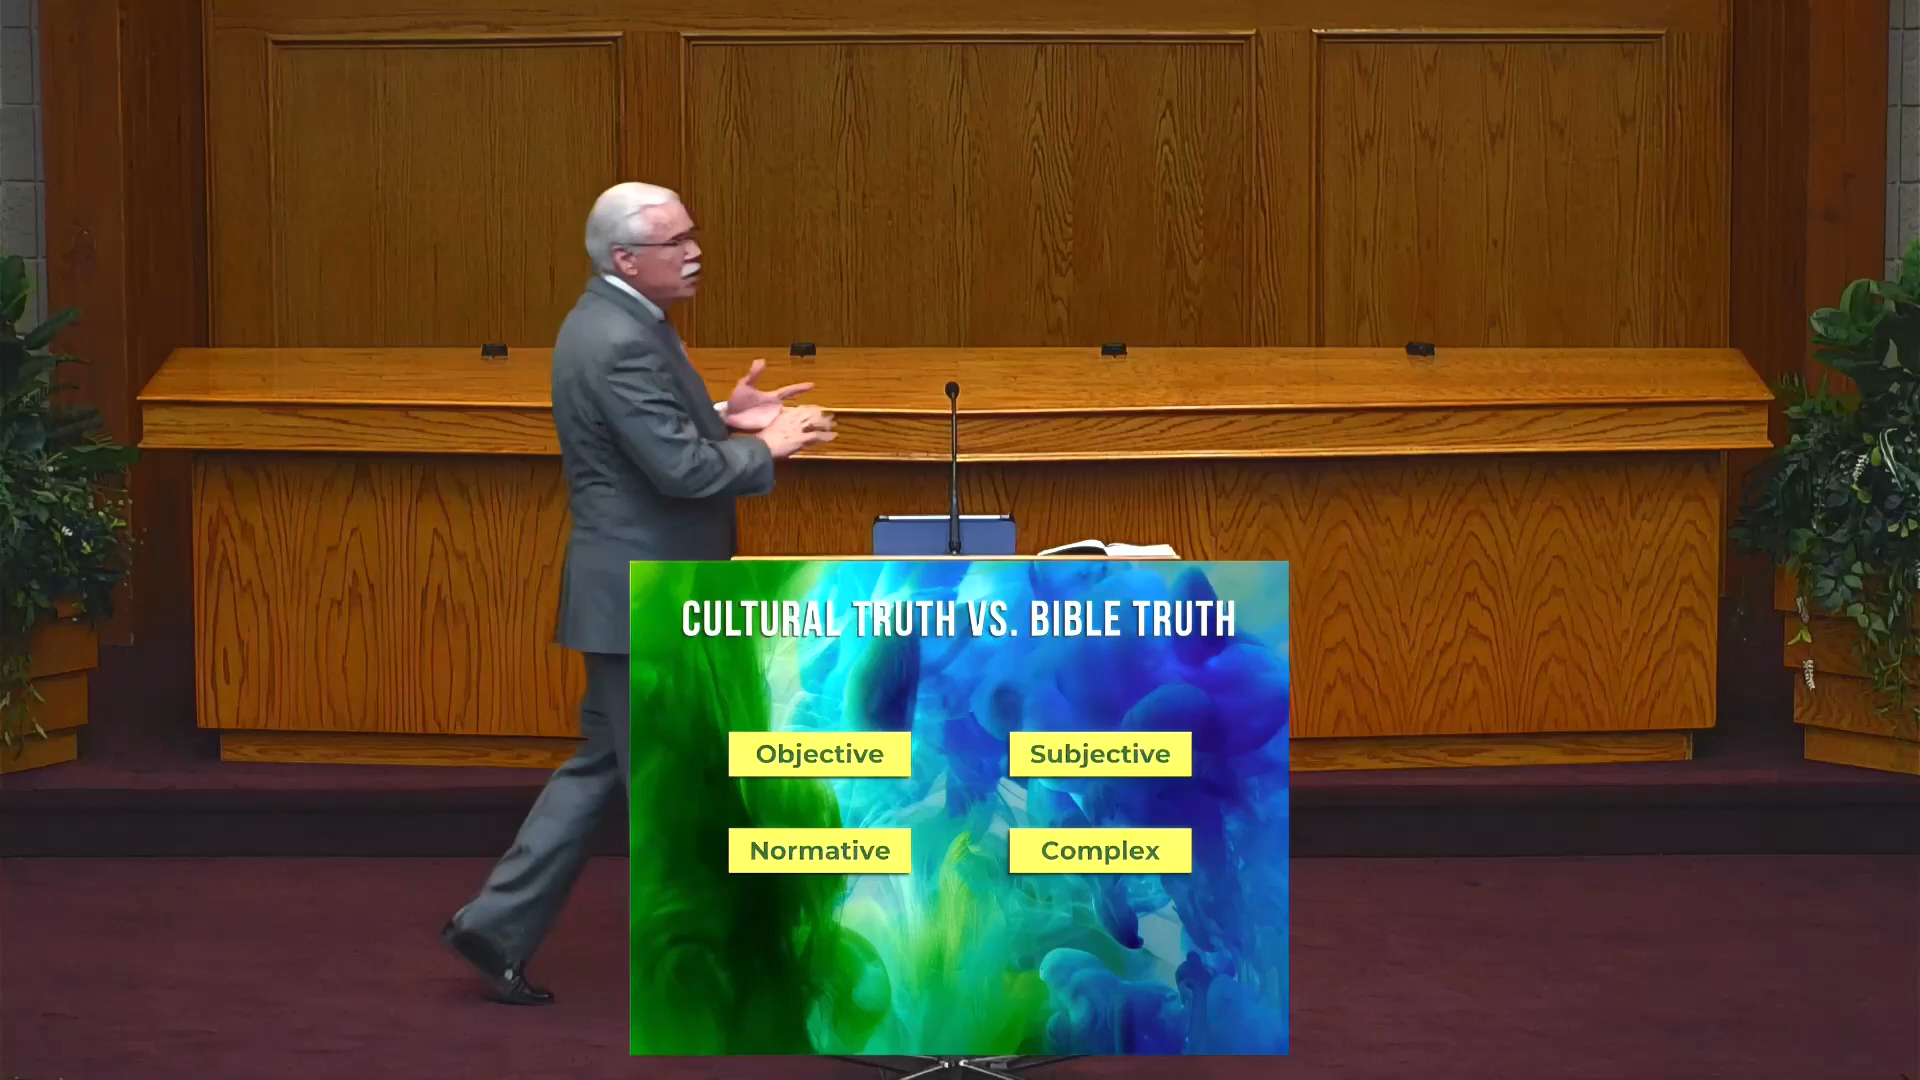 CULTURAL TRUTH VS. BIBLE TRUTH
Objective
Subjective
Normative
Complex